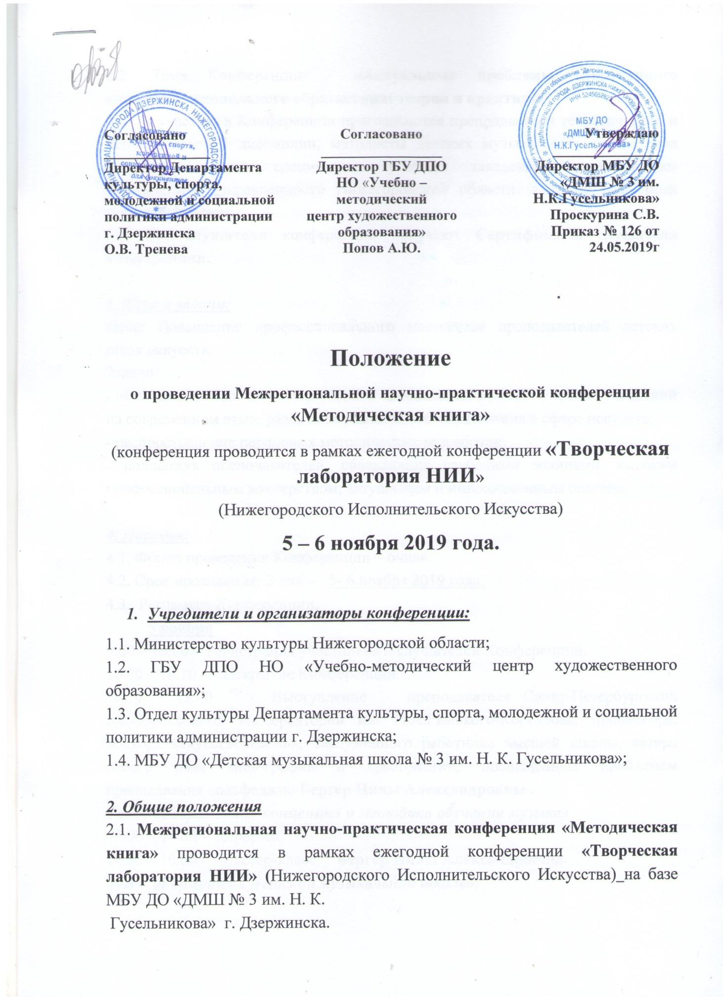 Согласовано
Директор Департамента
культуры, спорта,
молодежной и социальной
политики администрации
г. Дзержинска
О.В. Тренева
Согласовано
Директор ГБУ ДПО
НО «Учебно –
методический
центр художественного
образования»
Попов А.Ю.
Утверждаю
Директор МБУ ДО
«ДМШ № 3 им.
Н.К.Гусельникова»
Проскурина С.В.
Приказ № 126 от
24.05.2019г
Положение
о проведении Межрегиональной научно-практической конференции
«Методическая книга»
(конференция проводится в рамках ежегодной конференции «Творческая
лаборатория НИИ»
(Нижегородского Исполнительского Искусства)
5 – 6 ноября 2019 года.
1. Учредители и организаторы конференции:
1.1. Министерство культуры Нижегородской области;
1.2. ГБУ ДПО НО «Учебно-методический центр художественного
образования»;
1.3. Отдел культуры Департамента культуры, спорта, молодежной и социальной
политики администрации г. Дзержинска;
1.4. МБУ ДО «Детская музыкальная школа № 3 им. Н. К. Гусельникова»;
2. Общие положения
2.1. Межрегиональная научно-практическая конференция «Методическая
книга» проводится в рамках ежегодной конференции «Творческая
лаборатория НИИ» (Нижегородского Исполнительского Искусства)_на базе
МБУ ДО «ДМШ № 3 им. Н. К.
Гусельникова» г. Дзержинска.